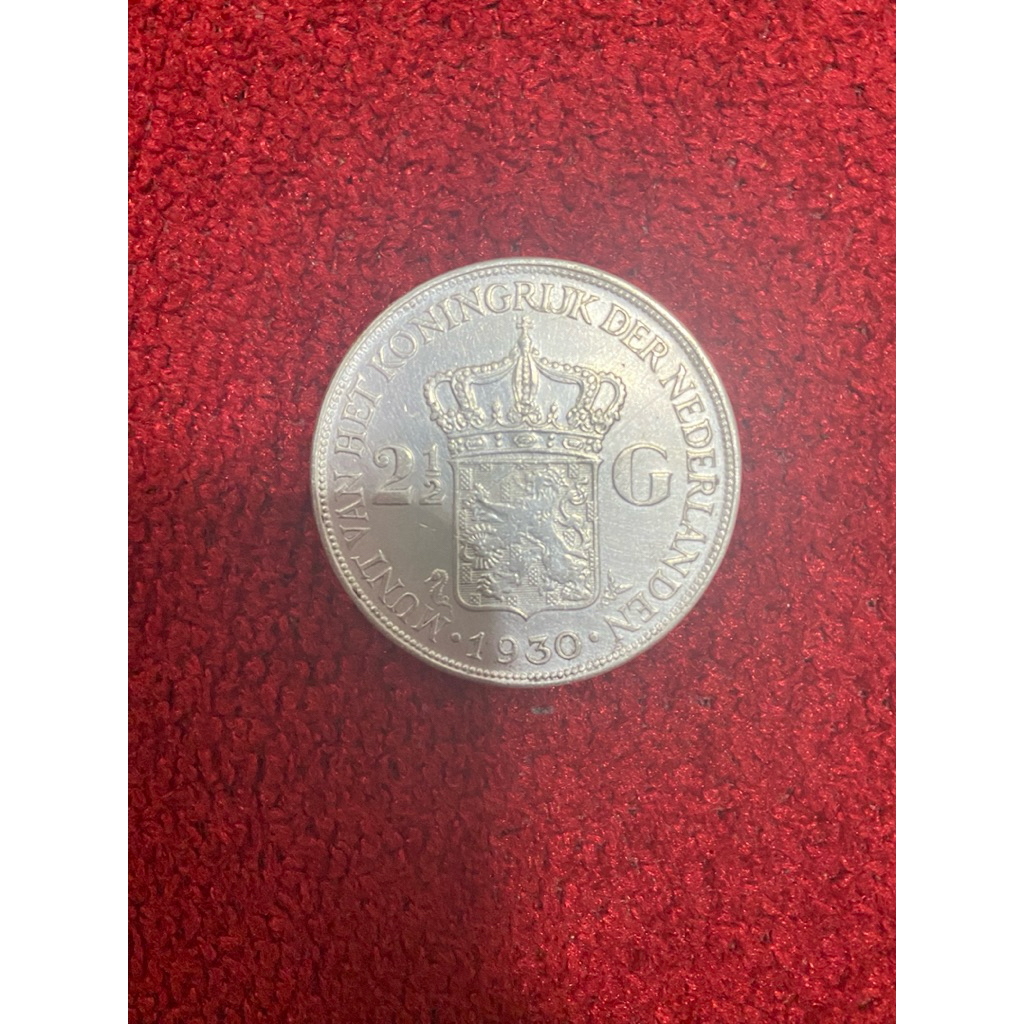 MUNT VAN HET KONINGRIJK DER NEDERLANDEN
2½ G
· 1930 ·